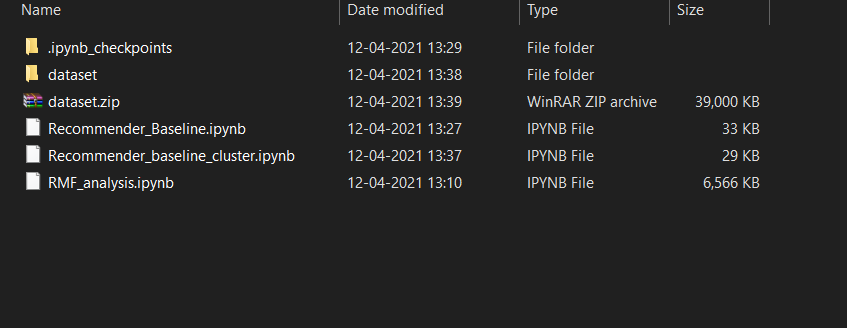 Name Date modified Type Size
.ipynb_checkpoints 12-04-2021 13:29 File folder
dataset 12-04-2021 13:38 File folder
dataset.zip 12-04-2021 13:39 WinRAR ZIP archive 39,000 KB
Recommender_Baseline.ipynb 12-04-2021 13:27 IPYNB File 33 KB
Recommender_baseline_cluster.ipynb 12-04-2021 13:37 IPYNB File 29 KB
RMF_analysis.ipynb 12-04-2021 13:10 IPYNB File 6,566 KB